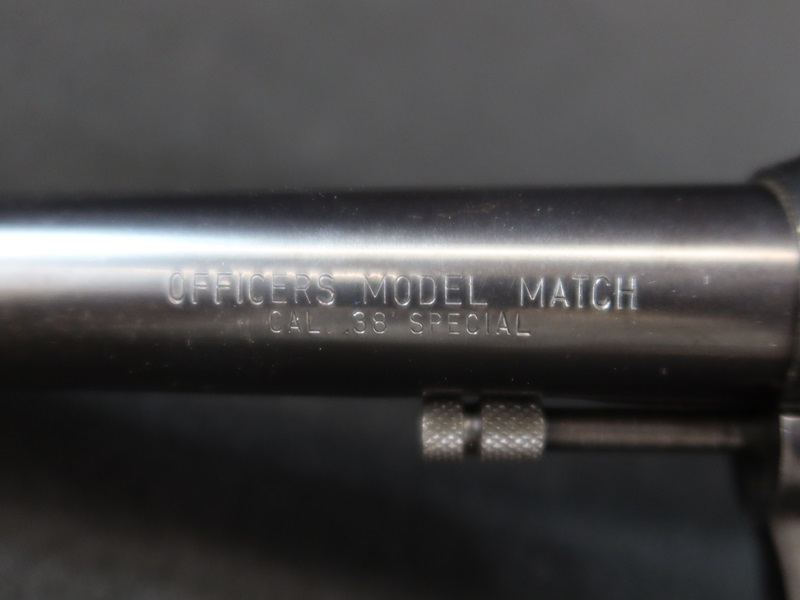 OFFICERS MODEL MATCH
CAL. .38 SPECIAL